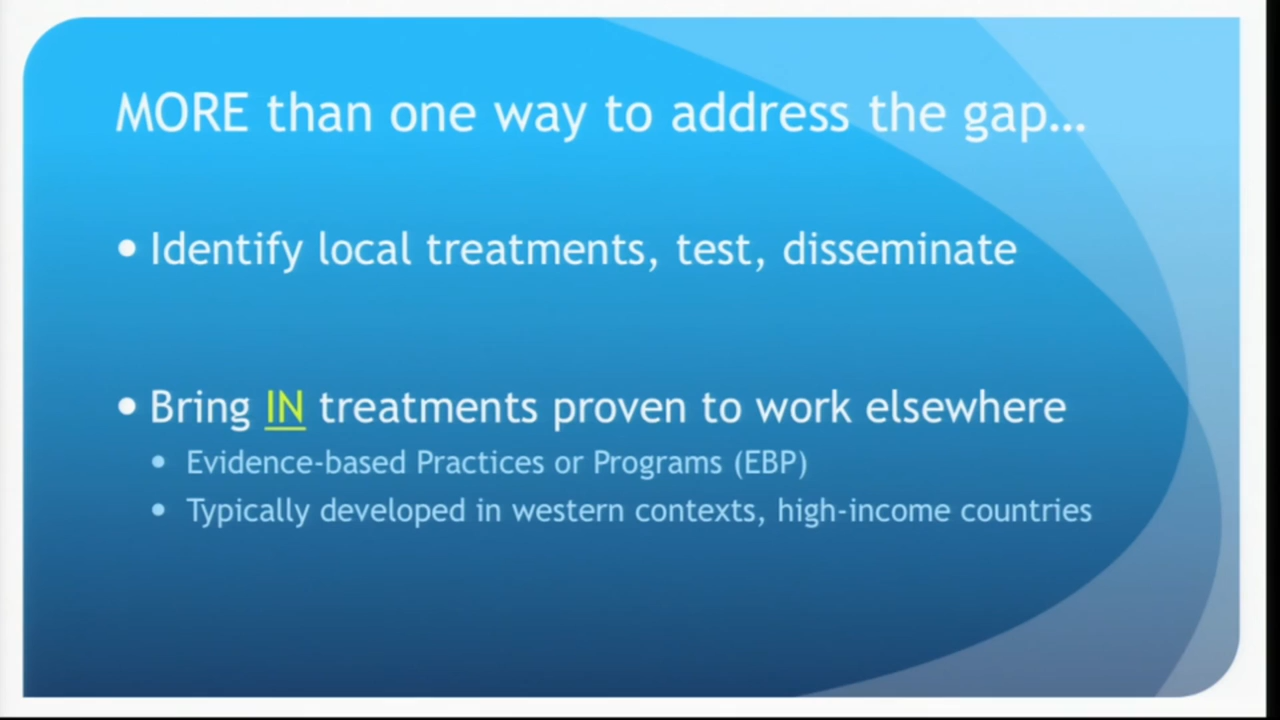 MORE than one way to address the gap…
• Identify local treatments, test, disseminate
• Bring IN treatments proven to work elsewhere
• Evidence-based Practices or Programs (EBP)
• Typically developed in western contexts, high-income countries